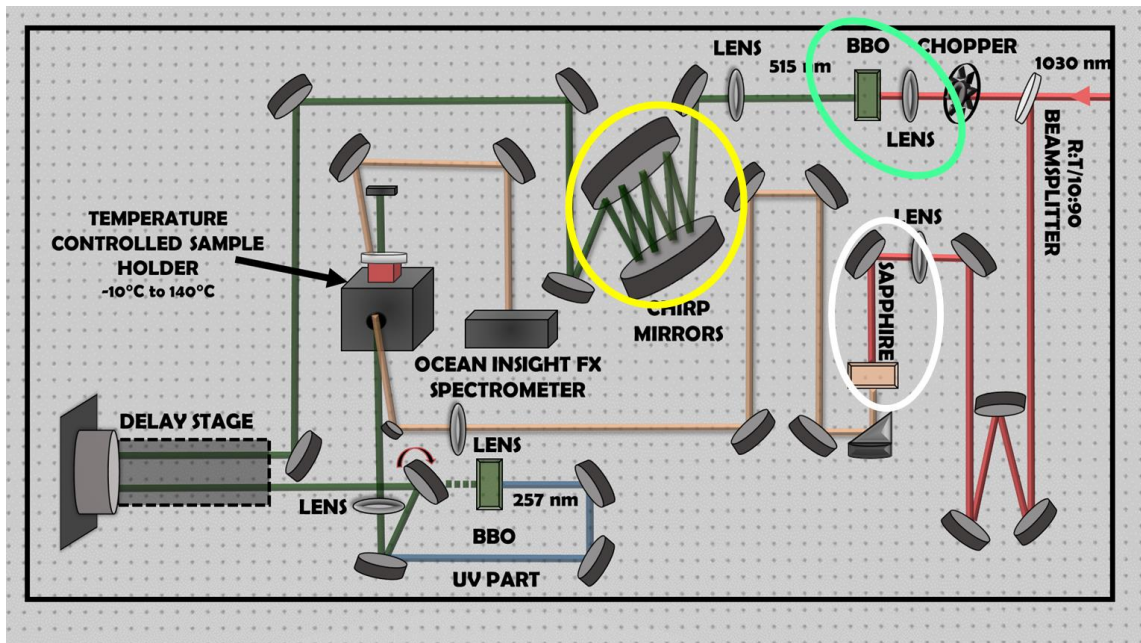 LENS
BBO
CHOPPER
515 nm
1030 nm
LENS
R:T/10:90
BEAMSPLITTER
TEMPERATURE
CONTROLLED SAMPLE
HOLDER
-10°C to 140°C
LENS
SAPPHIRE
CHIRP
MIRRORS
OCEAN INSIGHT FX
SPECTROMETER
DELAY STAGE
LENS
LENS
257 nm
BBO
UV PART